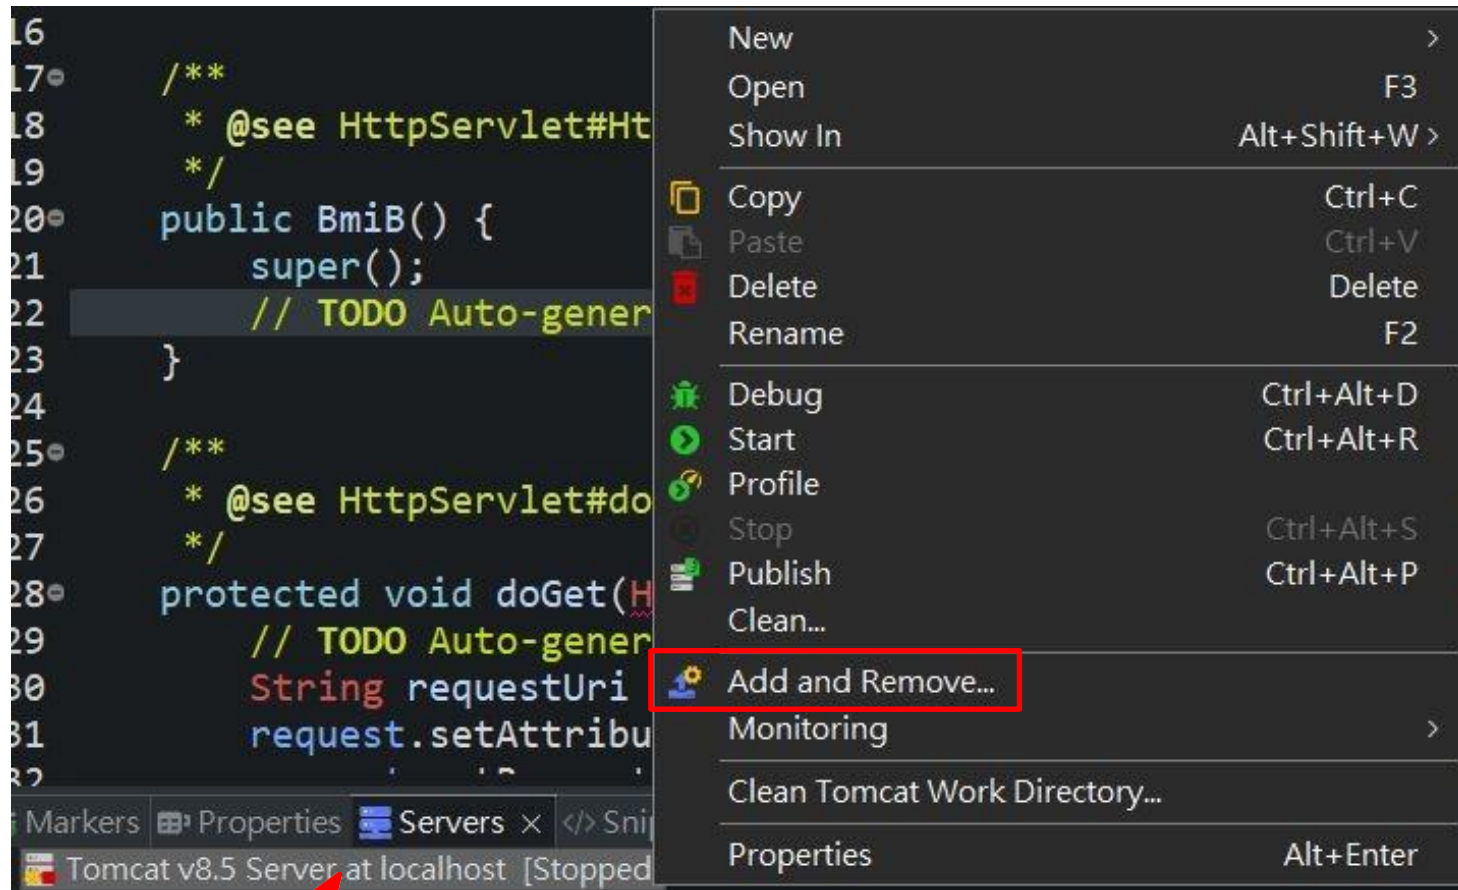 16
17 /**
18 * @see HttpServlet#Ht
19 */
20 public BmiB() {
21 super();
22 // TODO Auto-gener
23 }
24
25 /**
26 * @see HttpServlet#do
27 */
28 protected void doGet(H
29 // TODO Auto-gener
30 String requestUri
31 request.setAttribu
32
Markers Properties Servers × </> Snip
Tomcat v8.5 Server at localhost [Stopped
New >
Open F3
Show In Alt+Shift+W >
Copy Ctrl+C
Paste Ctrl+V
Delete Delete
Rename F2
Debug Ctrl+Alt+D
Start Ctrl+Alt+R
Profile
Stop Ctrl+Alt+S
Publish Ctrl+Alt+P
Clean...
Add and Remove...
Monitoring >
Clean Tomcat Work Directory...
Properties Alt+Enter